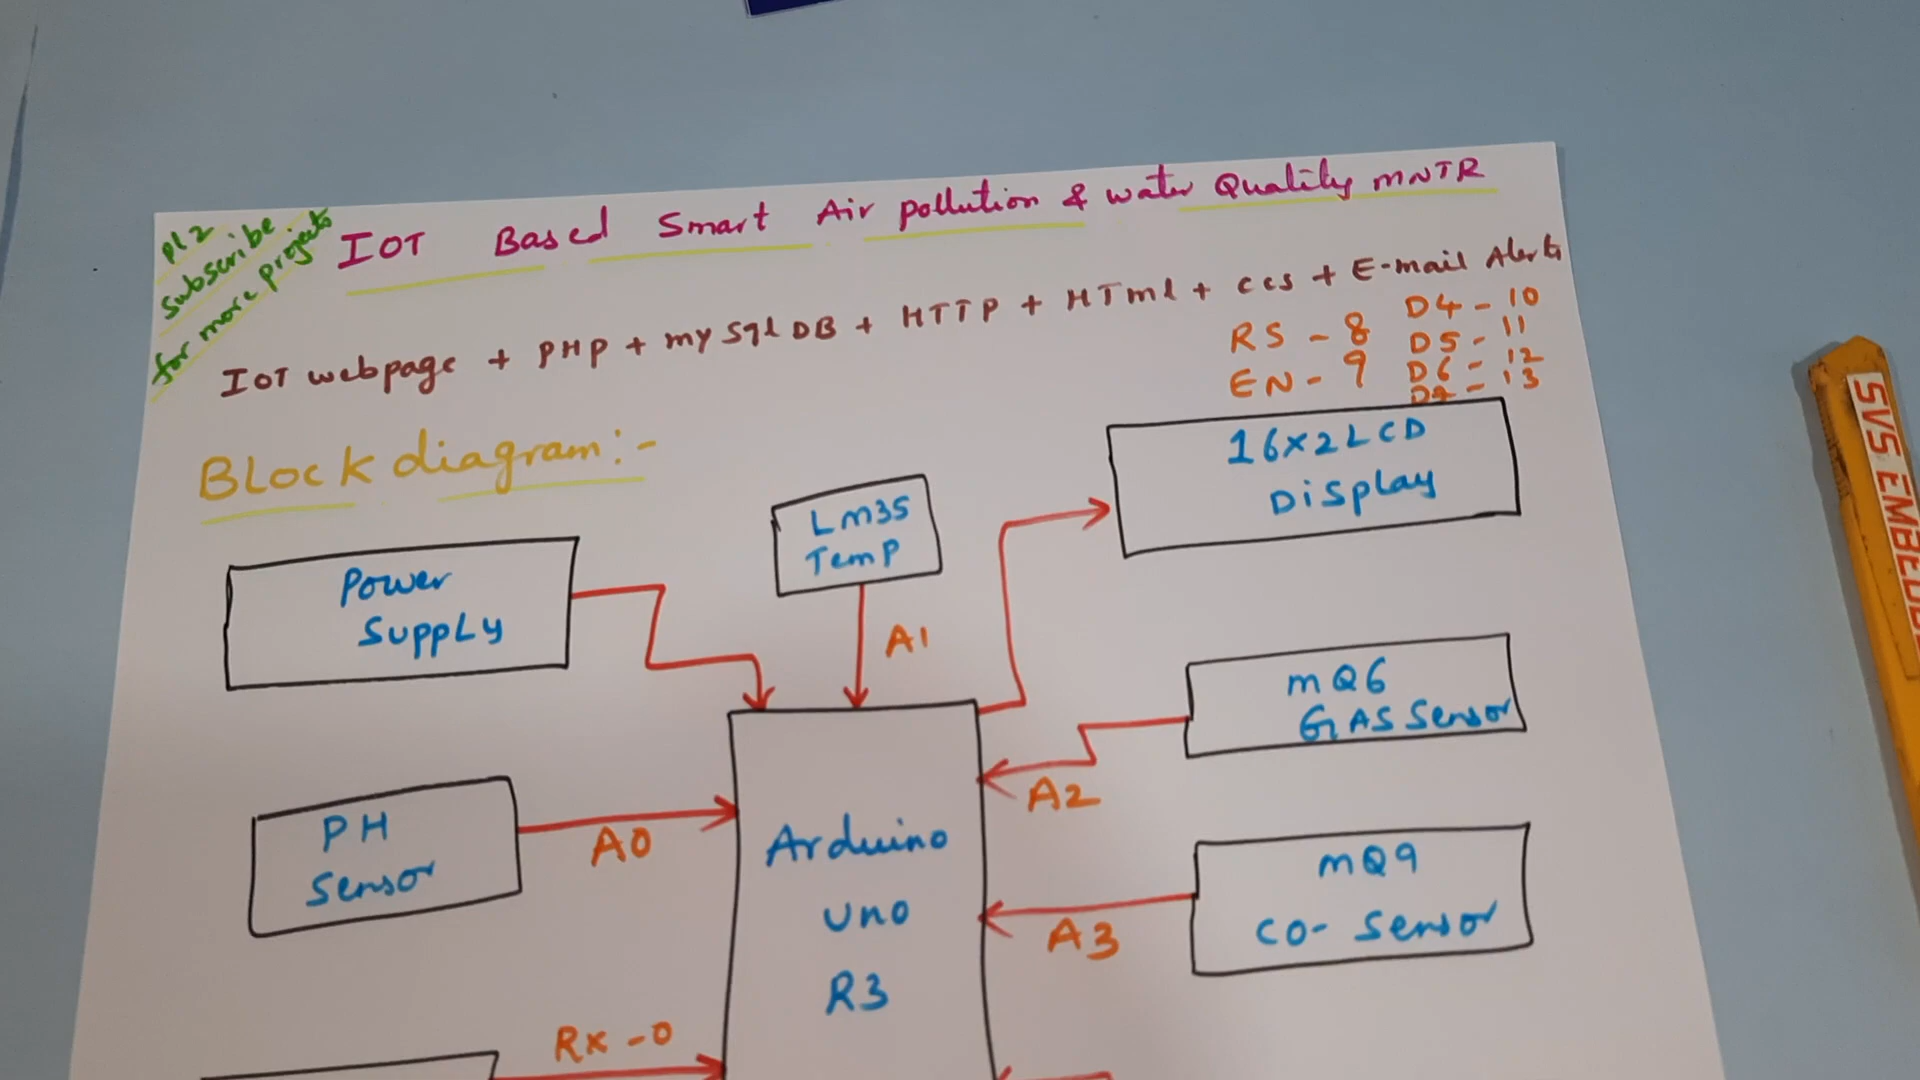 plz
subscribe
for more projects
IOT Based Smart Air pollution & water Quality MNTR
IOT webpage + PHP + my Sql DB + HTTP + HTml + ccs + E-mail Alerts
RS - 8
EN - 9
D4 - 10
D5 - 11
D6 - 12
D7 - 13
Block diagram:-
16x2 LCD
Display
Lm35
Temp
Power
Supply
A1
mQ6
GAS Sensor
A2
PH
Sensor
A0
Arduino
uno
R3
mQ9
CO- Sensor
A3
Rx - 0
SVS